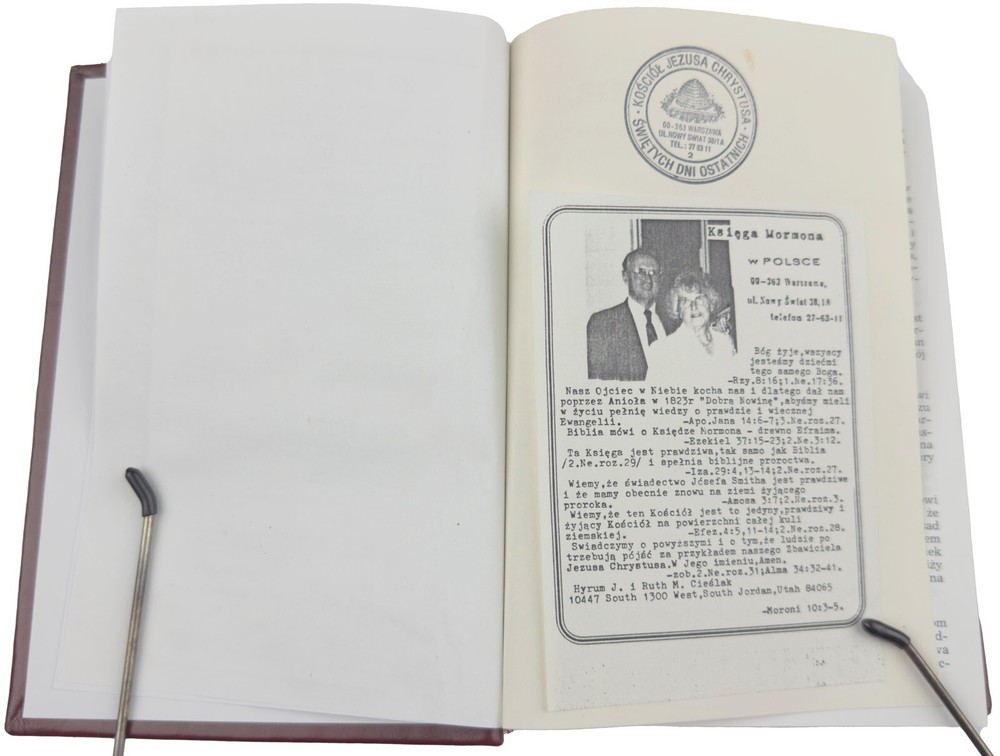 KOŚCIÓŁ JEZUSA CHRYSTUSA
ŚWIĘTYCH DNI OSTATNICH
00-363 WARSZAWA
UL.NOWY ŚWIAT 38/1A
TEL.: 27 63 11
2
Księga Mormona
w POLSCE
00-363 Warszawa,
ul. Nowy Świat 38,1A
telefon 27-63-11
Bóg żyje,wszyscy
jesteśmy dziećmi
tego samego Boga.
-Rzy.8:16;1.Ne.17:36.
Nasz Ojciec w Niebie kocha nas i dlatego dał nam
poprzez Anioła w 1823r "Dobrą Nowinę",abyśmy mieli
w życiu pełnię wiedzy o prawdzie i wiecznej
Ewangelii. -Apo.Jana 14:6-7;3.Ne.roz.27.
Biblia mówi o Księdze Mormona - drewno Efraima.
-Ezekiel 37:15-23;2.Ne.3:12.
Ta Księga jest prawdziwa,tak samo jak Biblia
/2.Ne.roz.29/ i spełnia biblijne proroctwa.
-Iza.29:4,13-14;2.Ne.roz.27.
Wiemy,że świadectwo Józefa Smitha jest prawdziwe
i że mamy obecnie znowu na ziemi żyjącego
proroka. -Amosa 3:7;2.Ne.roz.3.
Wiemy,że ten Kościół jest to jedyny,prawdziwy i
żyjący Kościół na powierzchni całej kuli
ziemskiej. -Efez.4:5,11-14;2.Ne.roz.28.
Świadczymy o powyższymi i o tym,że ludzie po
trzebują pójść za przykładem naszego Zbawiciela
Jezusa Chrystusa.W Jego imieniu,Amen.
-zob.2.Ne.roz.31;Alma 34:32-41.
Hyrum J. i Ruth M. Cieślak
10447 South 1300 West,South Jordan,Utah 84065
-Moroni 10:3-5.